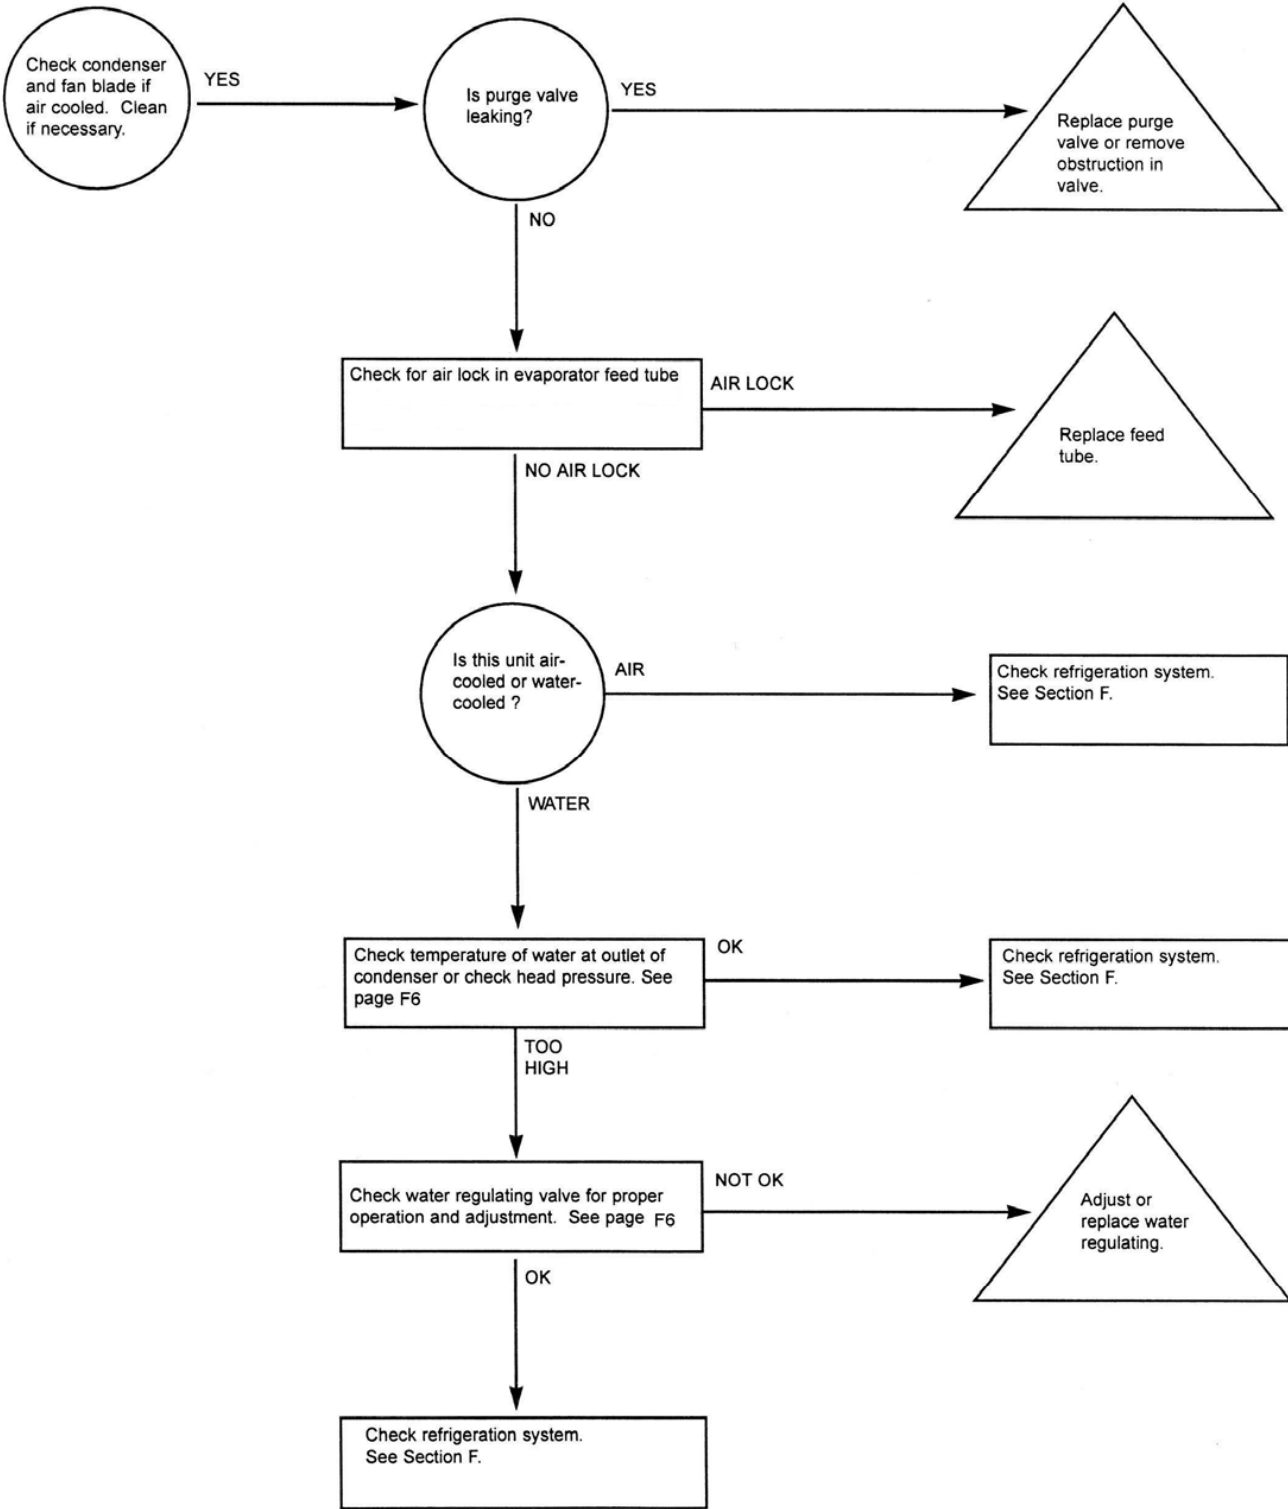 Check condenser
and fan blade if
air cooled. Clean
if necessary.
YES
Is purge valve
leaking?
YES
Replace purge
valve or remove
obstruction in
valve.
NO
Check for air lock in evaporator feed tube
AIR LOCK
Replace feed
tube.
NO AIR LOCK
Is this unit air-
cooled or water-
cooled ?
AIR
Check refrigeration system.
See Section F.
WATER
Check temperature of water at outlet of
condenser or check head pressure. See
page F6
OK
Check refrigeration system.
See Section F.
TOO
HIGH
Check water regulating valve for proper
operation and adjustment. See page F6
NOT OK
Adjust or
replace water
regulating.
OK
Check refrigeration system.
See Section F.